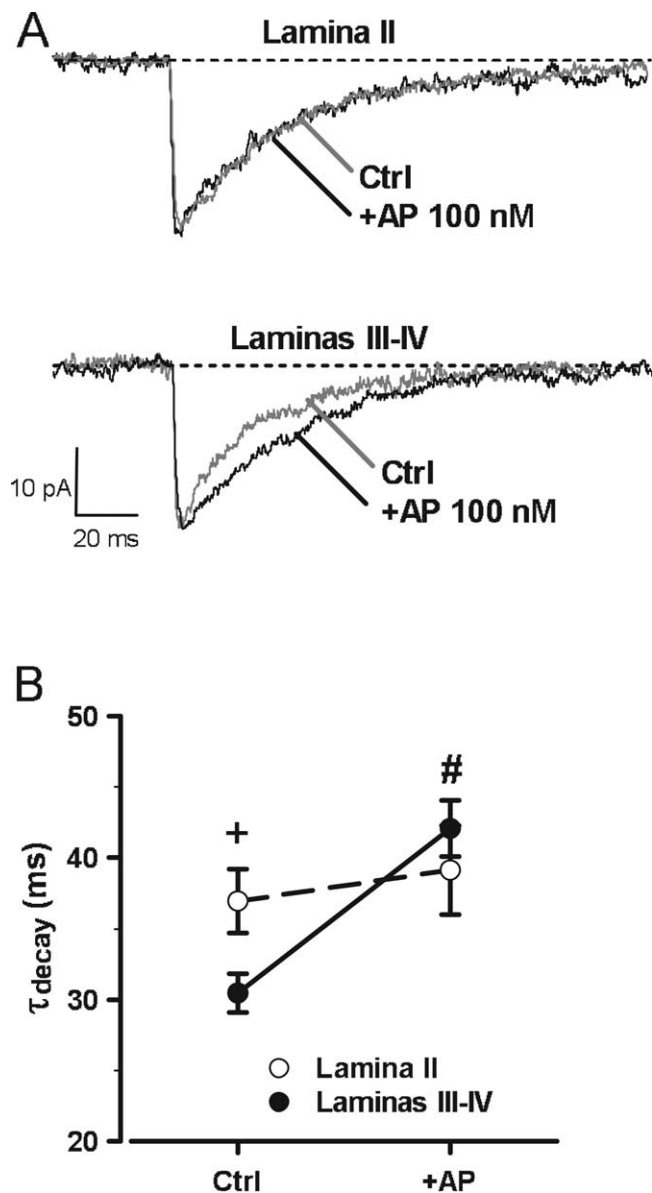 A
Lamina II
Ctrl
+AP 100 nM
Laminas III-IV
Ctrl
+AP 100 nM
10 pA
20 ms
B
50
40
30
20
τdecay (ms)
+
#
Lamina II
Laminas III-IV
Ctrl
+AP